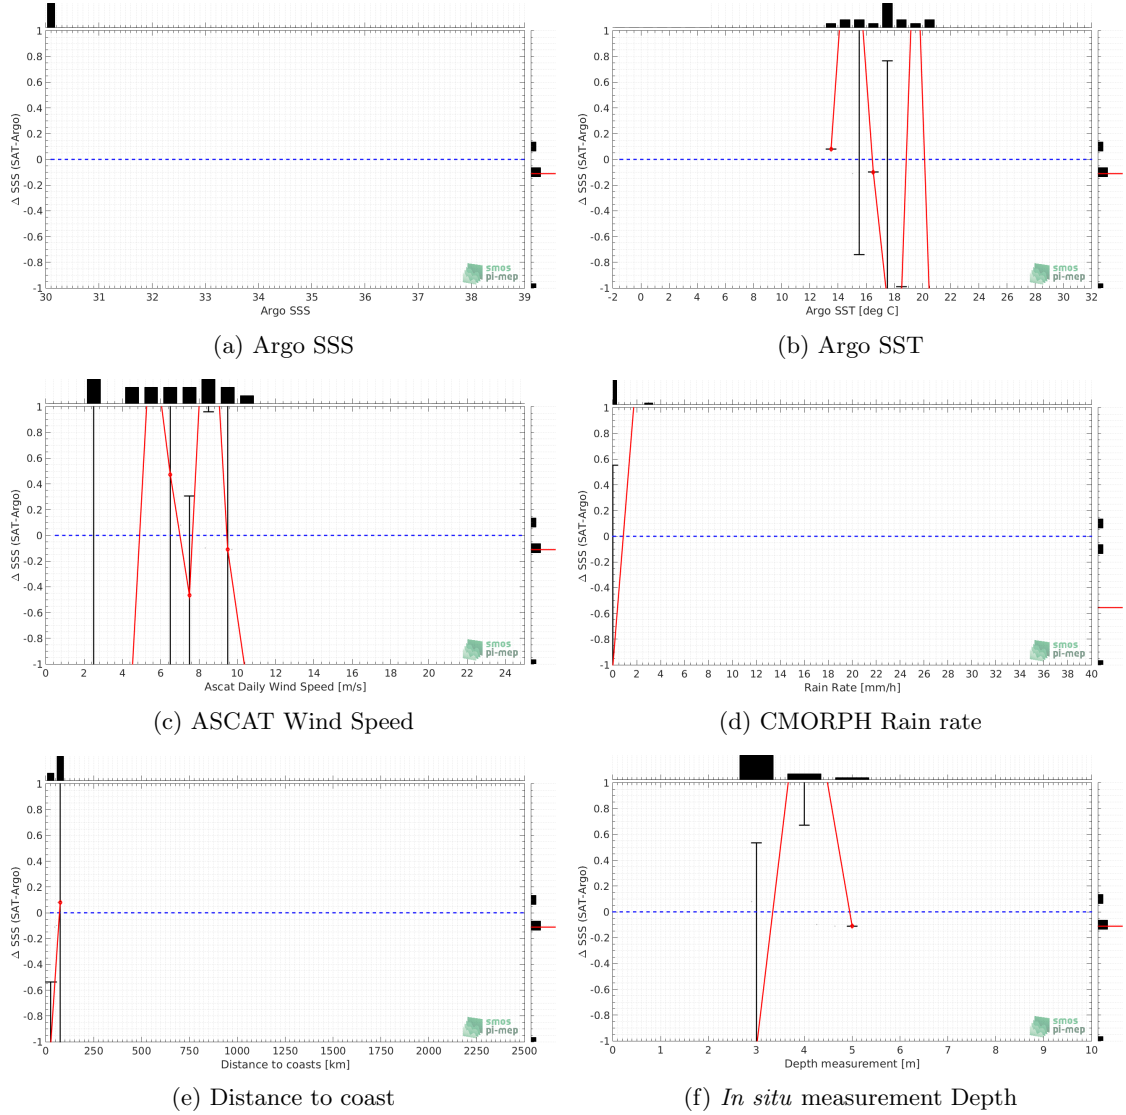 1
0.8
0.6
0.4
0.2
0
-0.2
-0.4
-0.6
-0.8
-1
Δ SSS (SAT-Argo)
30 31 32 33 34 35 36 37 38 39
Argo SSS
smos
pi-mep
(a) Argo SSS
1
0.8
0.6
0.4
0.2
0
-0.2
-0.4
-0.6
-0.8
-1
Δ SSS (SAT-Argo)
-2 0 2 4 6 8 10 12 14 16 18 20 22 24 26 28 30 32
Argo SST [deg C]
smos
pi-mep
(b) Argo SST
1
0.8
0.6
0.4
0.2
0
-0.2
-0.4
-0.6
-0.8
-1
Δ SSS (SAT-Argo)
0 2 4 6 8 10 12 14 16 18 20 22 24
Ascat Daily Wind Speed [m/s]
smos
pi-mep
(c) ASCAT Wind Speed
1
0.8
0.6
0.4
0.2
0
-0.2
-0.4
-0.6
-0.8
-1
Δ SSS (SAT-Argo)
0 2 4 6 8 10 12 14 16 18 20 22 24 26 28 30 32 34 36 38 40
Rain Rate [mm/h]
smos
pi-mep
(d) CMORPH Rain rate
1
0.8
0.6
0.4
0.2
0
-0.2
-0.4
-0.6
-0.8
-1
Δ SSS (SAT-Argo)
0 250 500 750 1000 1250 1500 1750 2000 2250 2500
Distance to coasts [km]
smos
pi-mep
(e) Distance to coast
1
0.8
0.6
0.4
0.2
0
-0.2
-0.4
-0.6
-0.8
-1
Δ SSS (SAT-Argo)
0 1 2 3 4 5 6 7 8 9 10
Depth measurement [m]
smos
pi-mep
(f) In situ measurement Depth